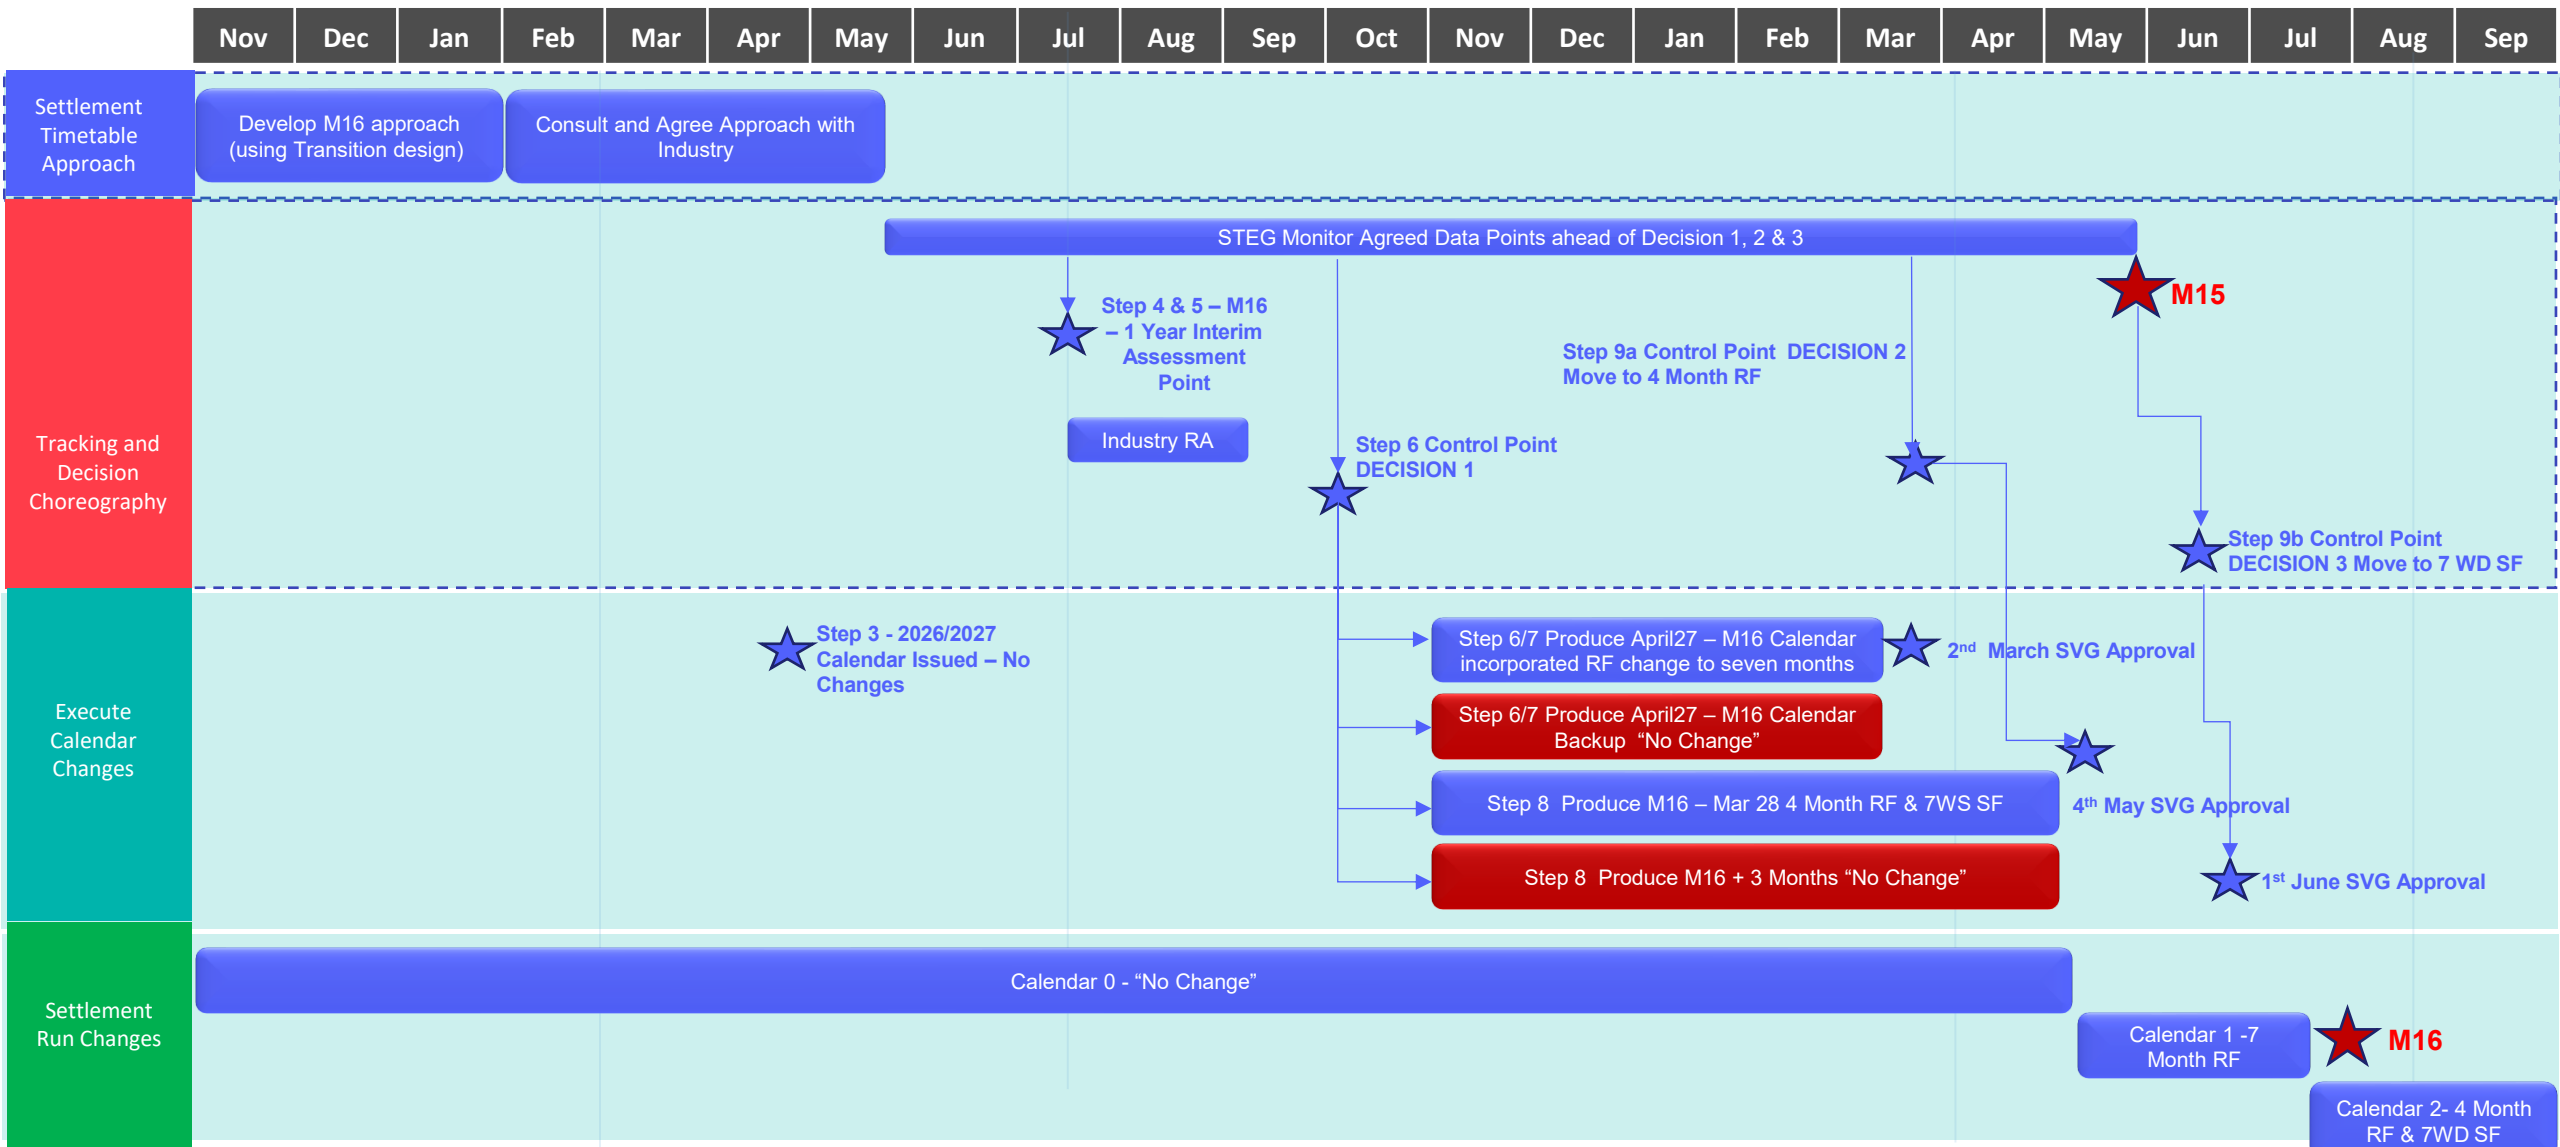 Nov Dec Jan Feb Mar Apr May Jun Jul Aug Sep Oct Nov Dec Jan Feb Mar Apr May Jun Jul Aug Sep
Settlement
Timetable
Approach
Develop M16 approach
(using Transition design)
Consult and Agree Approach with
Industry
Tracking and
Decision
Choreography
STEG Monitor Agreed Data Points ahead of Decision 1, 2 & 3
M15
Step 4 & 5 – M16
– 1 Year Interim
Assessment
Point
Step 9a Control Point  DECISION 2
Move to 4 Month RF
Industry RA
Step 6 Control Point
DECISION 1
Step 9b Control Point
DECISION 3 Move to 7 WD SF
Execute
Calendar
Changes
Step 3 - 2026/2027
Calendar Issued – No
Changes
Step 6/7 Produce April27 – M16 Calendar
incorporated RF change to seven months
2nd  March SVG Approval
Step 6/7 Produce April27 – M16 Calendar
Backup  “No Change”
Step 8  Produce M16 – Mar 28 4 Month RF & 7WS SF
4th May SVG Approval
Step 8  Produce M16 + 3 Months “No Change”
1st June SVG Approval
Settlement
Run Changes
Calendar 0 - “No Change”
Calendar 1 -7
Month RF
M16
Calendar 2- 4 Month
RF & 7WD SF